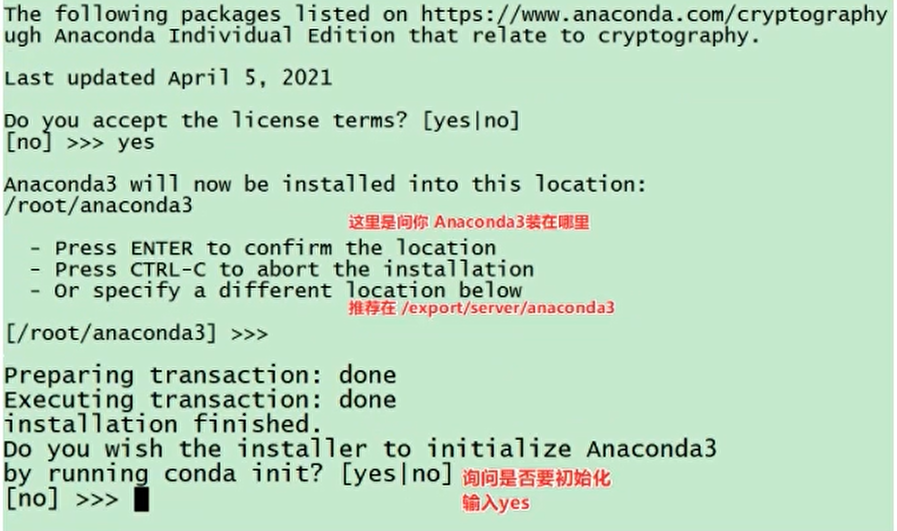 The following packages listed on https://www.anaconda.com/cryptography
ugh Anaconda Individual Edition that relate to cryptography.
Last updated April 5, 2021
Do you accept the license terms? [yes|no]
[no] >>> yes
Anaconda3 will now be installed into this location:
/root/anaconda3
这里是问你 Anaconda3装在哪里
- Press ENTER to confirm the location
- Press CTRL-C to abort the installation
- Or specify a different location below
推荐在 /export/server/anaconda3
[/root/anaconda3] >>>
Preparing transaction: done
Executing transaction: done
installation finished.
Do you wish the installer to initialize Anaconda3
by running conda init? [yes|no]
询问是否要初始化
[no] >>>
输入yes